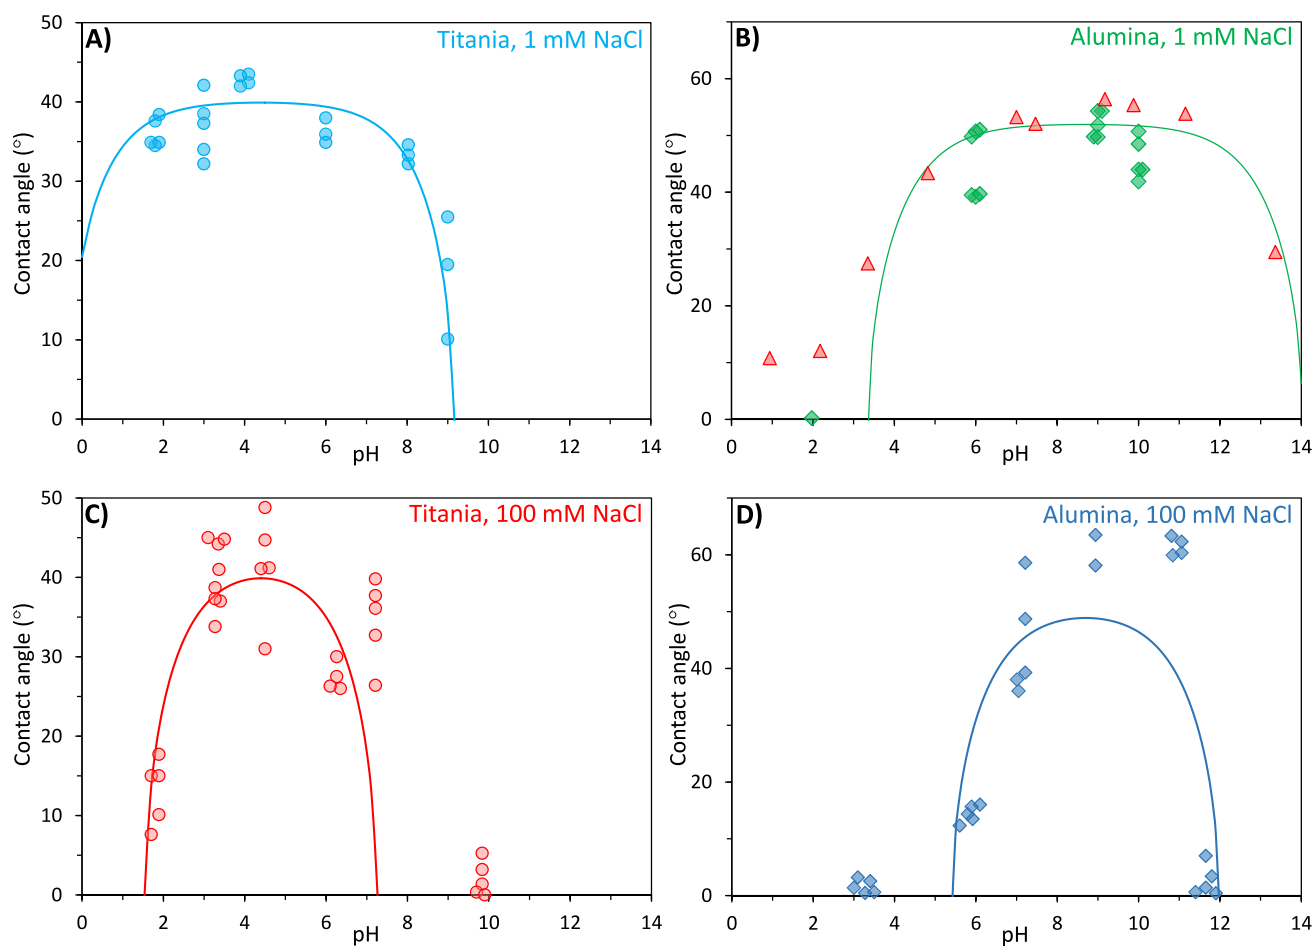 A) Titania, 1 mM NaCl
50
40
30
20
10
0
Contact angle (°)
0 2 4 6 8 10 12 14
pH
B) Alumina, 1 mM NaCl
60
40
20
0
Contact angle (°)
0 2 4 6 8 10 12 14
pH
C) Titania, 100 mM NaCl
50
40
30
20
10
0
Contact angle (°)
0 2 4 6 8 10 12 14
pH
D) Alumina, 100 mM NaCl
60
40
20
0
Contact angle (°)
0 2 4 6 8 10 12 14
pH